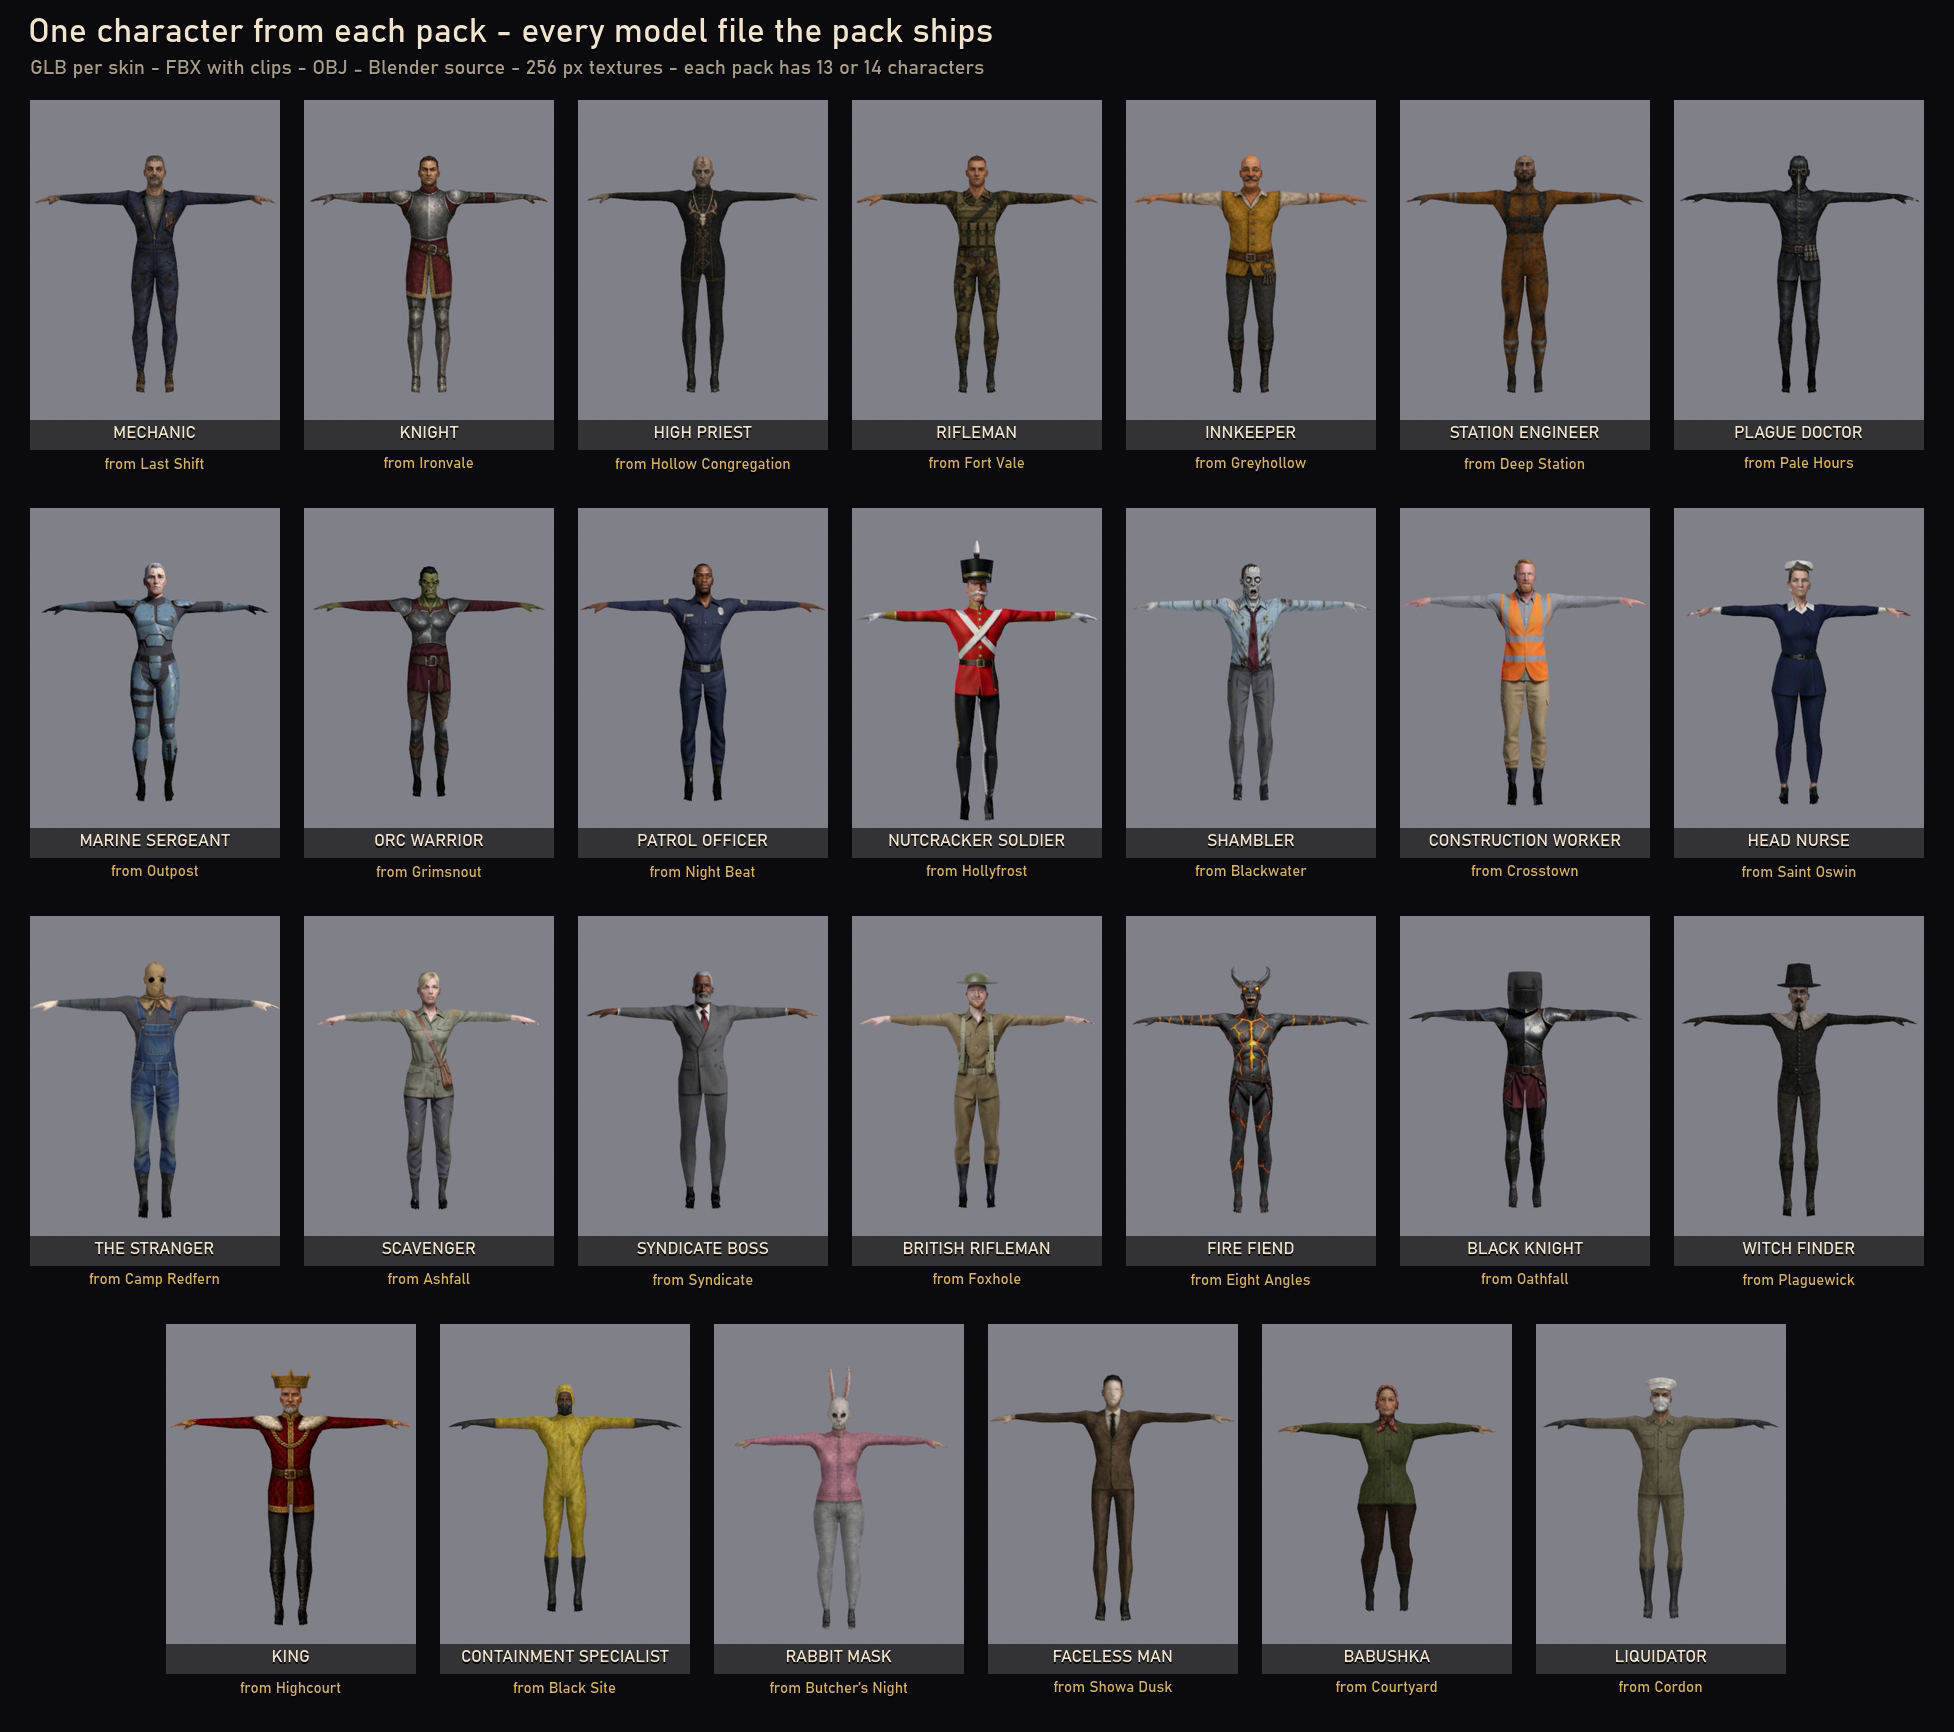 One character from each pack - every model file the pack ships
GLB per skin - FBX with clips - OBJ - Blender source - 256 px textures - each pack has 13 or 14 characters
MECHANIC
from Last Shift
KNIGHT
from Ironvale
HIGH PRIEST
from Hollow Congregation
RIFLEMAN
from Fort Vale
INNKEEPER
from Greyhollow
STATION ENGINEER
from Deep Station
PLAGUE DOCTOR
from Pale Hours
MARINE SERGEANT
from Outpost
ORC WARRIOR
from Grimsnout
PATROL OFFICER
from Night Beat
NUTCRACKER SOLDIER
from Hollyfrost
SHAMBLER
from Blackwater
CONSTRUCTION WORKER
from Crosstown
HEAD NURSE
from Saint Oswin
THE STRANGER
from Camp Redfern
SCAVENGER
from Ashfall
SYNDICATE BOSS
from Syndicate
BRITISH RIFLEMAN
from Foxhole
FIRE FIEND
from Eight Angles
BLACK KNIGHT
from Oathfall
WITCH FINDER
from Plaguewick
KING
from Highcourt
CONTAINMENT SPECIALIST
from Black Site
RABBIT MASK
from Butcher's Night
FACELESS MAN
from Showa Dusk
BABUSHKA
from Courtyard
LIQUIDATOR
from Cordon